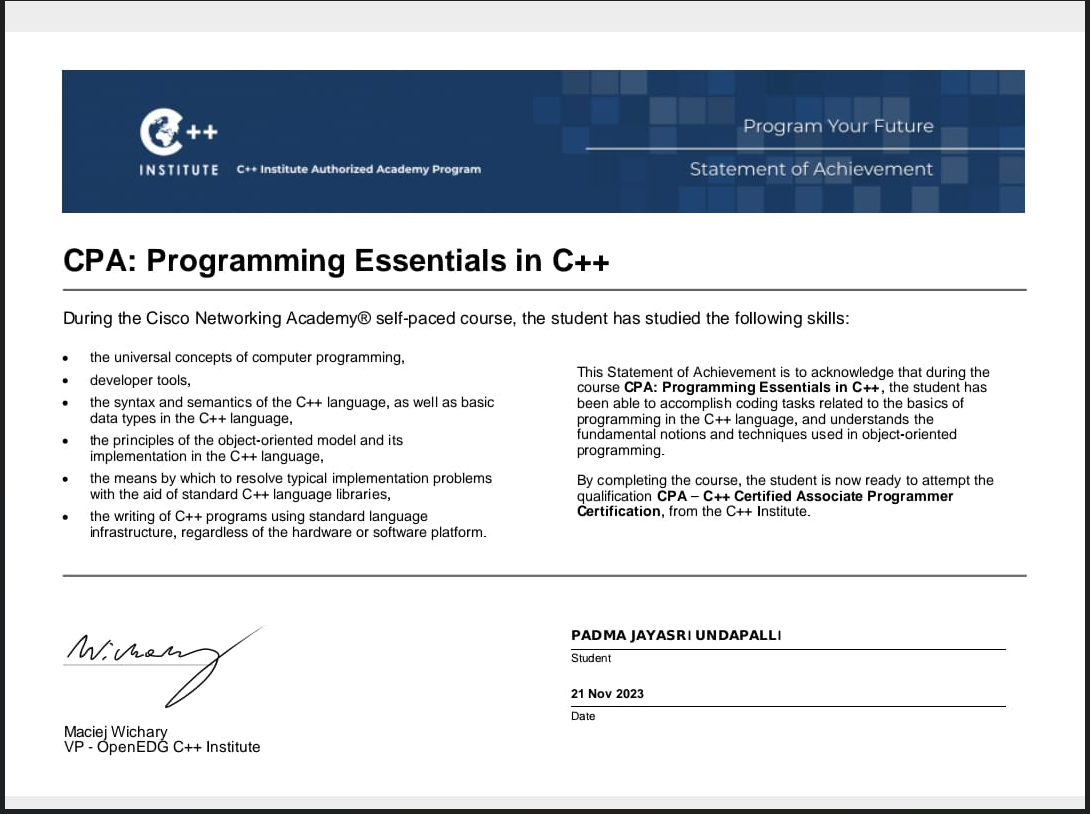 C++
INSTITUTE C++ Institute Authorized Academy Program
Program Your Future
Statement of Achievement
CPA: Programming Essentials in C++
During the Cisco Networking Academy® self-paced course, the student has studied the following skills:
• the universal concepts of computer programming,
• developer tools,
• the syntax and semantics of the C++ language, as well as basic
data types in the C++ language,
• the principles of the object-oriented model and its
implementation in the C++ language,
• the means by which to resolve typical implementation problems
with the aid of standard C++ language libraries,
• the writing of C++ programs using standard language
infrastructure, regardless of the hardware or software platform.
This Statement of Achievement is to acknowledge that during the
course CPA: Programming Essentials in C++, the student has
been able to accomplish coding tasks related to the basics of
programming in the C++ language, and understands the
fundamental notions and techniques used in object-oriented
programming.
By completing the course, the student is now ready to attempt the
qualification CPA – C++ Certified Associate Programmer
Certification, from the C++ Institute.
Wichary
Maciej Wichary
VP - OpenEDG C++ Institute
PADMA JAYASRI UNDAPALLI
Student
21 Nov 2023
Date